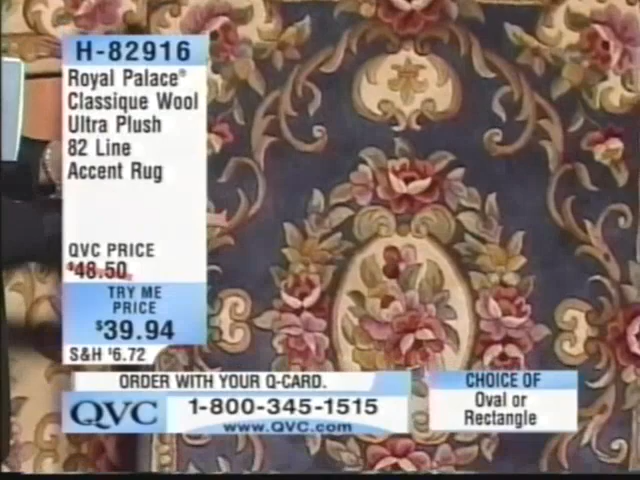 H-82916
Royal Palace®
Classique Wool
Ultra Plush
82 Line
Accent Rug
QVC PRICE
$48.50
TRY ME
PRICE
$39.94
S&H $6.72
ORDER WITH YOUR Q-CARD.
QVC 1-800-345-1515
www.QVC.com
CHOICE OF
Oval or
Rectangle